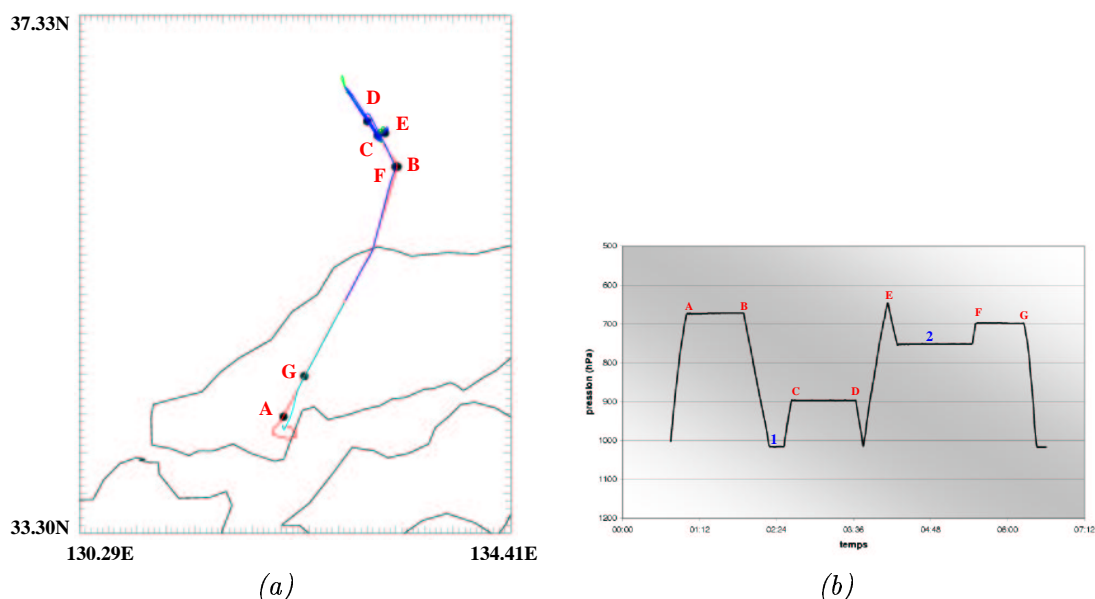 37.33N
D
E
C
B
F
G
A
33.30N
130.29E 134.41E
(a)
500
600
700
800
900
1000
1100
1200
pression (hPa)
A B E F G
2
C D
1
00:00 01:12 02:24 03:36 04:48 06:00 07:12
temps
(b)